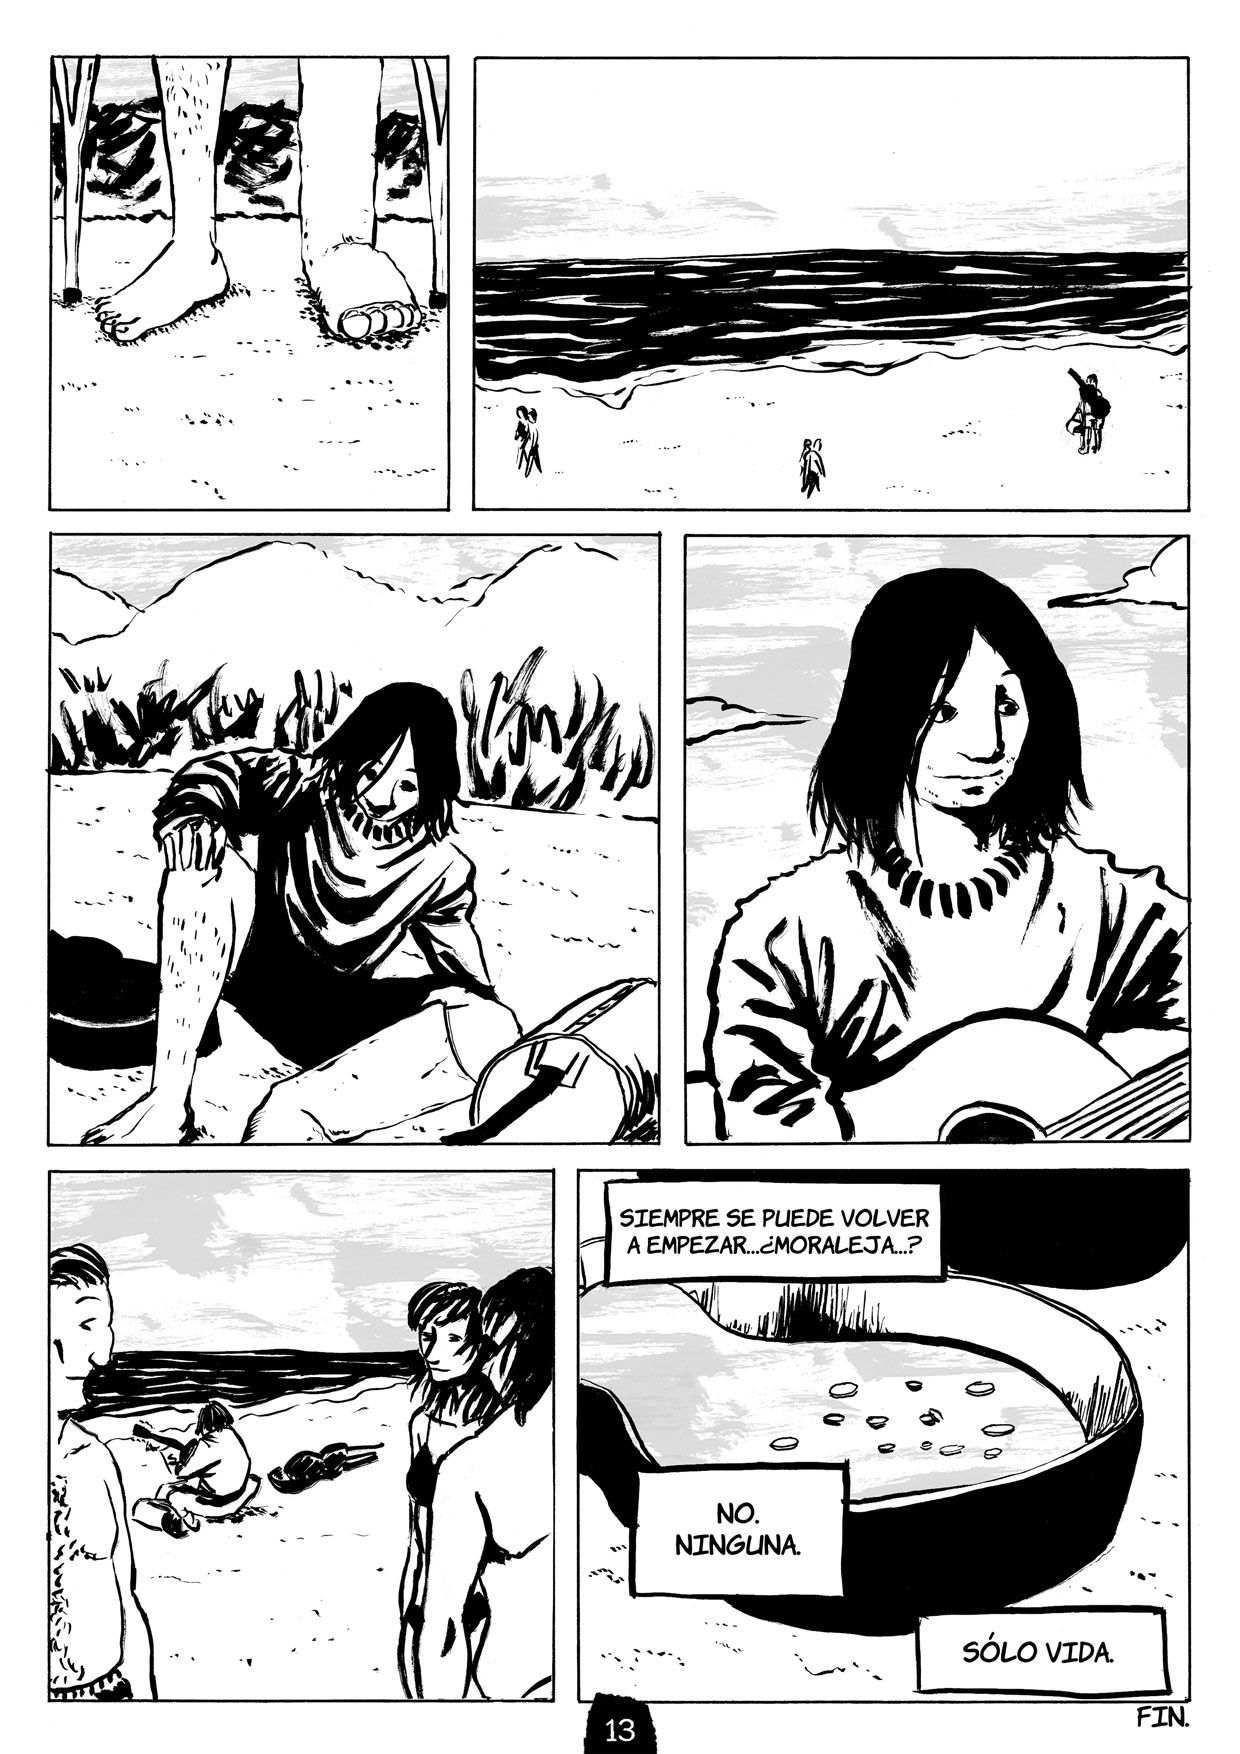 SIEMPRE SE PUEDE VOLVER
A EMPEZAR...¿MORALEJA...?
NO.
NINGUNA.
SÓLO VIDA.
FIN.
13